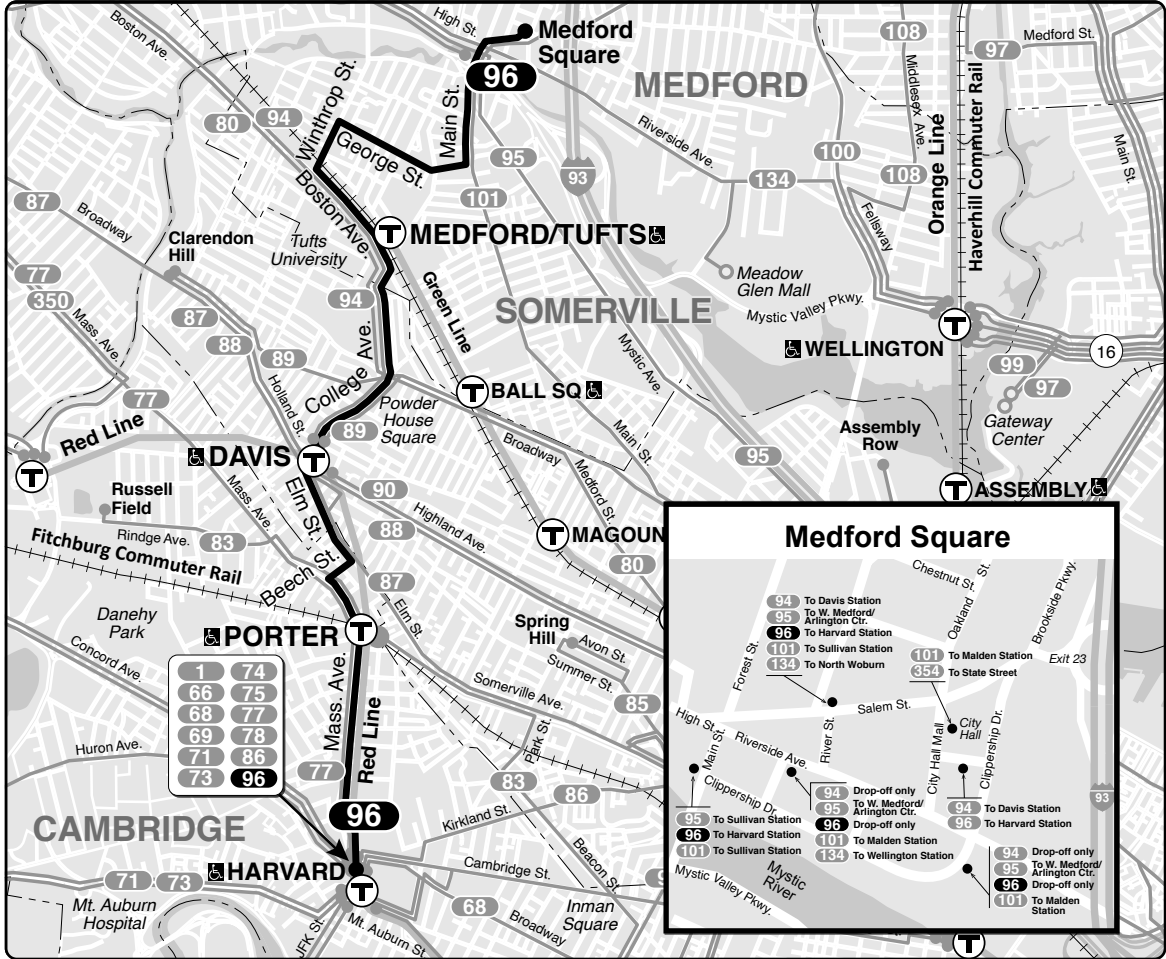 Boston Ave.
High St.
Medford
Square
108
97
Medford St.
96
MEDFORD
Middlesex Ave.
Orange Line
Haverhill Commuter Rail
Main St.
80
94
Winthrop St.
George St.
Main St.
95
93
Riverside Ave.
100
134
108
101
87
Broadway
Clarendon
Hill
Tufts
University
Boston Ave.
T MEDFORD/TUFTS
Fellsway
Meadow
Glen Mall
77
350
Mass. Ave.
94
Green Line
SOMERVILLE
Mystic Valley Pkwy.
87
88
89
T
WELLINGTON
16
99
97
Mystic Ave.
College Ave.
Holland St.
T
BALL SQ
77
Powder
House
Square
Gateway
Center
Red Line
89
Broadway
Main St.
Assembly
Row
T
DAVIS
T
95
Mass. Ave.
Elm St.
90
Medford St.
T
ASSEMBLY
Russell
Field
88
Highland Ave.
Rindge Ave.
83
T
MAGOUN
Fitchburg Commuter Rail
Beech St.
87
80
Elm St.
Danehy
Park
PORTER
T
Spring
Hill
Avon St.
Summer St.
Concord Ave.
1
74
66
75
68
77
69
78
71
86
73
96
Somerville Ave.
85
Huron Ave.
Mass. Ave.
Red Line
Park St.
77
83
86
96
Kirkland St.
CAMBRIDGE
Beacon St.
HARVARD
T
Cambridge St.
71
73
Mt. Auburn
Hospital
68
Inman
Square
JFK St.
Mt. Auburn St.
Broadway
T
Medford Square
Chestnut St.
Oakland St.
Brookside Pkwy.
94 To Davis Station
95 To W. Medford/
Arlington Ctr.
96 To Harvard Station
101 To Sullivan Station
134 To North Woburn
101 To Malden Station
354 To State Street
Exit 23
Forest St.
Salem St.
High St.
Main St.
Riverside Ave.
River St.
City Hall Mall
City
Hall
Clippership Dr.
Clippership Dr.
93
95 To Sullivan Station
96 To Harvard Station
101 To Sullivan Station
94 Drop-off only
95 To W. Medford/
Arlington Ctr.
96 Drop-off only
101 To Malden Station
134 To Wellington Station
94 To Davis Station
96 To Harvard Station
94 Drop-off only
95 To W. Medford/
Arlington Ctr.
96 Drop-off only
101 To Malden
Station
Mystic
River
Mystic Valley Pkwy.